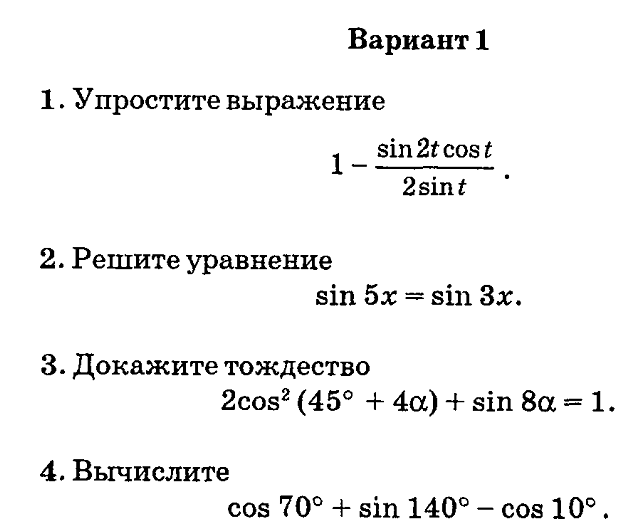 Вариант 1
1. Упростите выражение
1 − sin 2t cos t / 2 sin t .
2. Решите уравнение
sin 5x = sin 3x.
3. Докажите тождество
2cos² (45° + 4α) + sin 8α = 1.
4. Вычислите
cos 70° + sin 140° − cos 10°.